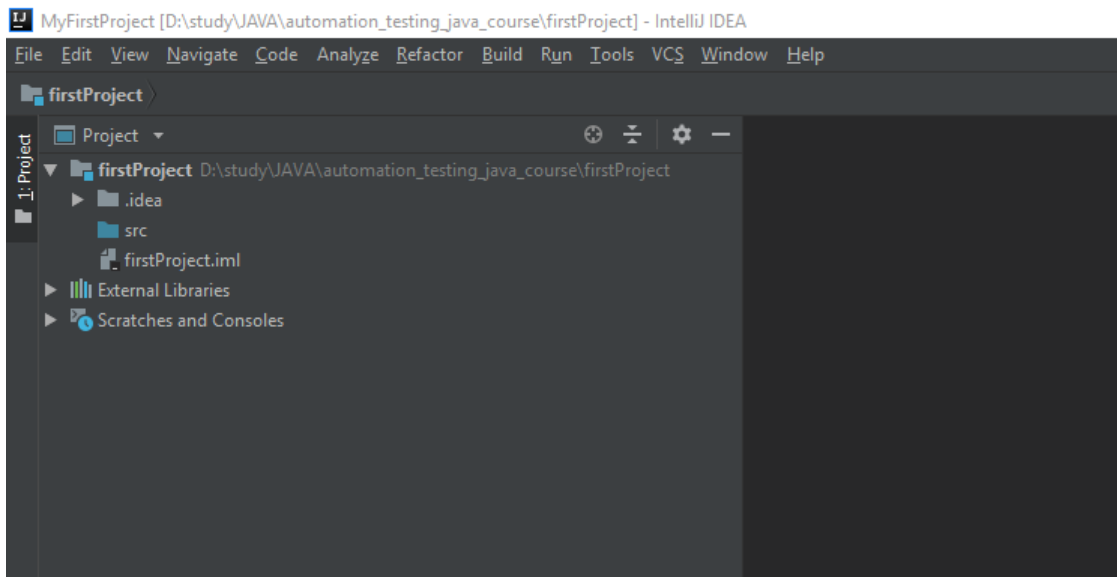 IJ MyFirstProject [D:\study\JAVA\automation_testing_java_course\firstProject] - IntelliJ IDEA
File Edit View Navigate Code Analyze Refactor Build Run Tools VCS Window Help
firstProject
1: Project
Project
firstProject D:\study\JAVA\automation_testing_java_course\firstProject
.idea
src
firstProject.iml
External Libraries
Scratches and Consoles